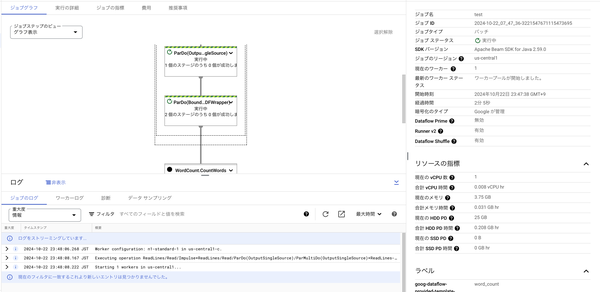 ジョブグラフ 実行の詳細 ジョブの指標 費用 推奨事項
ジョブステップのビュー
グラフ表示
選択解除
ParDo(Outpu...gleSource)
実行中
1 個のステージのうち 0 個が成功しま
ParDo(Bound...DFWrapper)
実行中
2 個のステージのうち 0 個が成功しま
WordCount.CountWords
ログ 非表示
ジョブのログ ワーカーログ 診断 データ サンプリング
重大度
情報
フィルタ すべてのフィールドと値を検索
最大時間
重大度 タイムスタンプ 概要
ログをストリーミングしています...
2024-10-22 23:48:06.260 JST Worker configuration: n1-standard-1 in us-central1-c.
2024-10-22 23:48:08.167 JST Executing operation ReadLines/Read/Impulse+ReadLines/Read/ParDo(OutputSingleSource)/ParMultiDo(OutputSingleSource)+ReadLines-…
2024-10-22 23:48:08.222 JST Starting 1 workers in us-central1...
現在のフィルタに一致するこれより新しいエントリは見つかりませんでした。
ジョブ名 test
ジョブ ID 2024-10-22_07_47_36-3221547671115473695
ジョブタイプ バッチ
ジョブ ステータス 実行中
SDK バージョン Apache Beam SDK for Java 2.59.0
ジョブのリージョン us-central1
現在のワーカー 1
最新のワーカー ステータス ワーカープールが開始しました。
開始時刻 2024年10月22日 23:47:38 GMT+9
経過時間 2分 5秒
暗号化のタイプ Google が管理
Dataflow Prime 無効
Runner v2 有効
Dataflow Shuffle 有効
リソースの指標
現在の vCPU 数 1
合計 vCPU 時間 0.008 vCPU hr
現在のメモリ 3.75 GB
合計メモリ時間 0.031 GB hr
現在の HDD PD 25 GB
合計 HDD PD 時間 0.208 GB hr
現在の SSD PD 0 B
合計 SSD PD 時間 0 GB hr
ラベル
goog-dataflow-provided-template- word_count